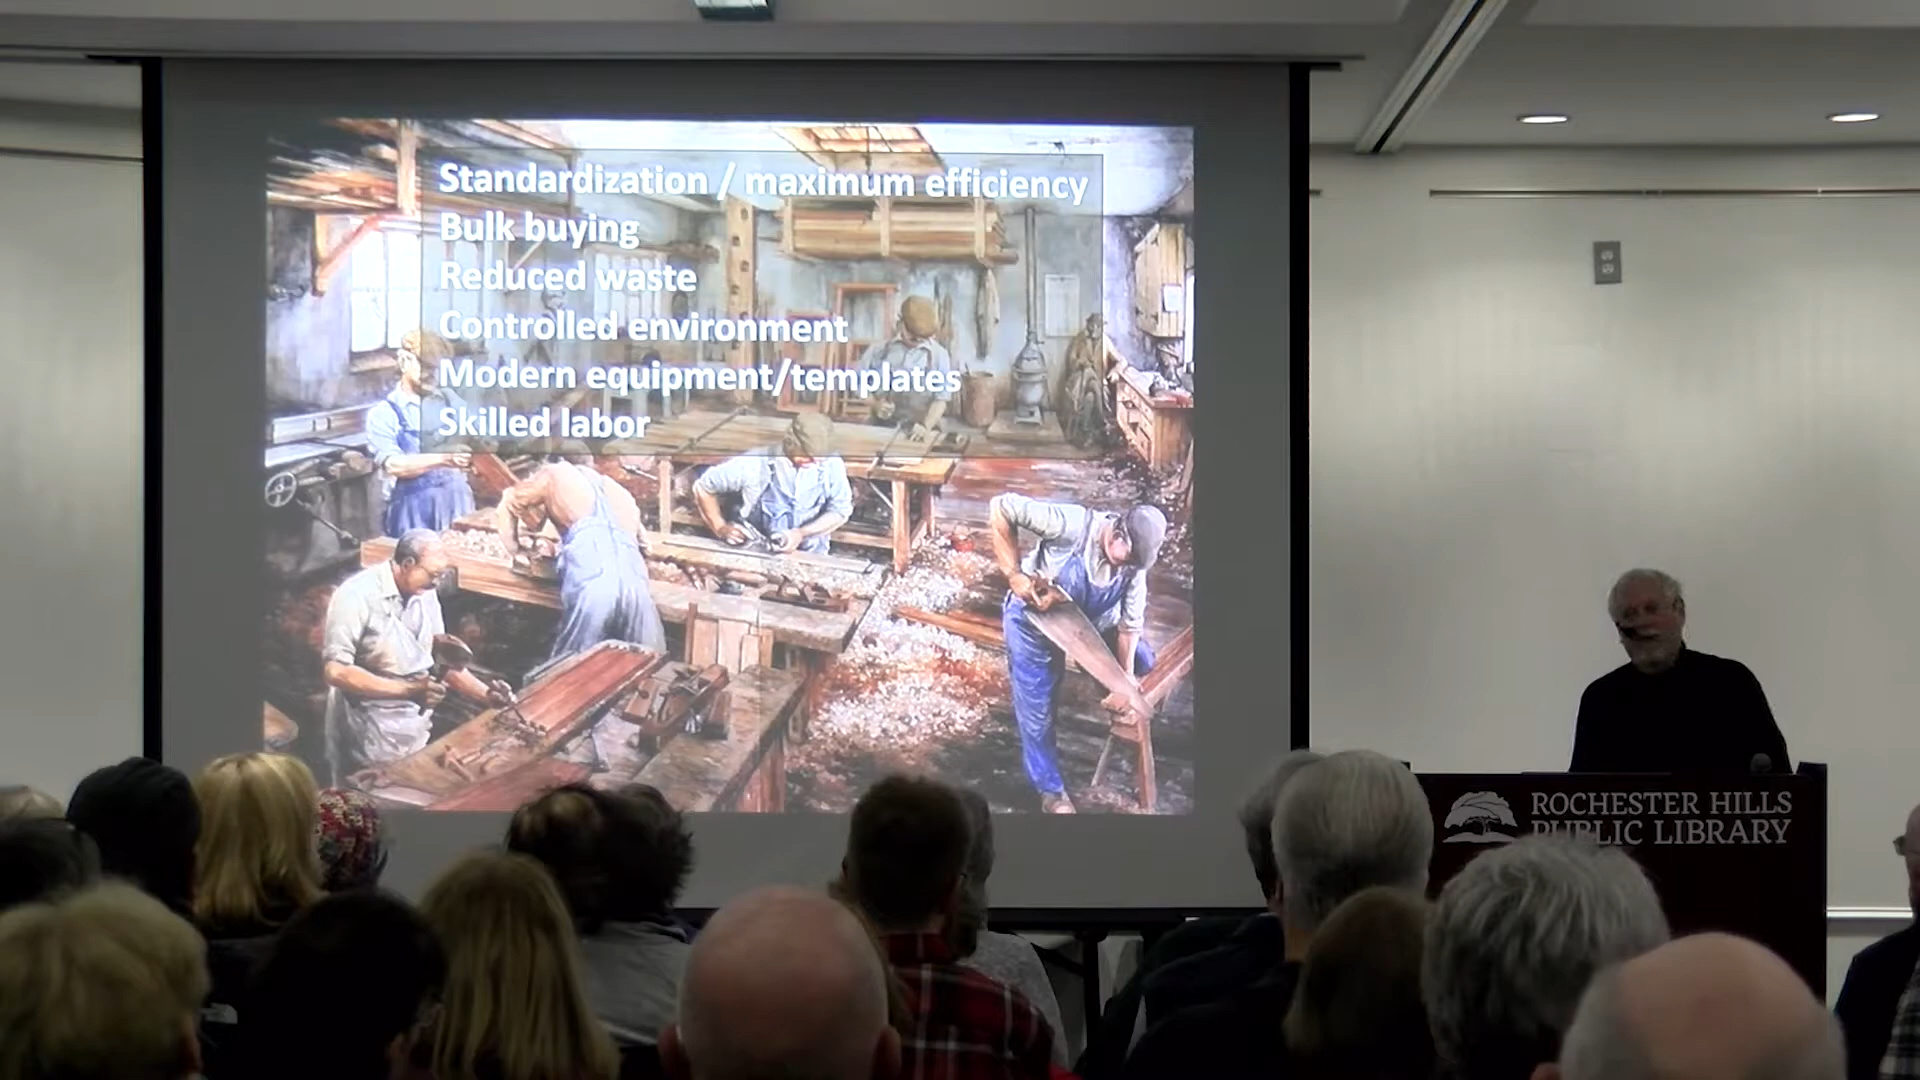 Standardization / maximum efficiency
Bulk buying
Reduced waste
Controlled environment
Modern equipment/templates
Skilled labor
ROCHESTER HILLS
PUBLIC LIBRARY